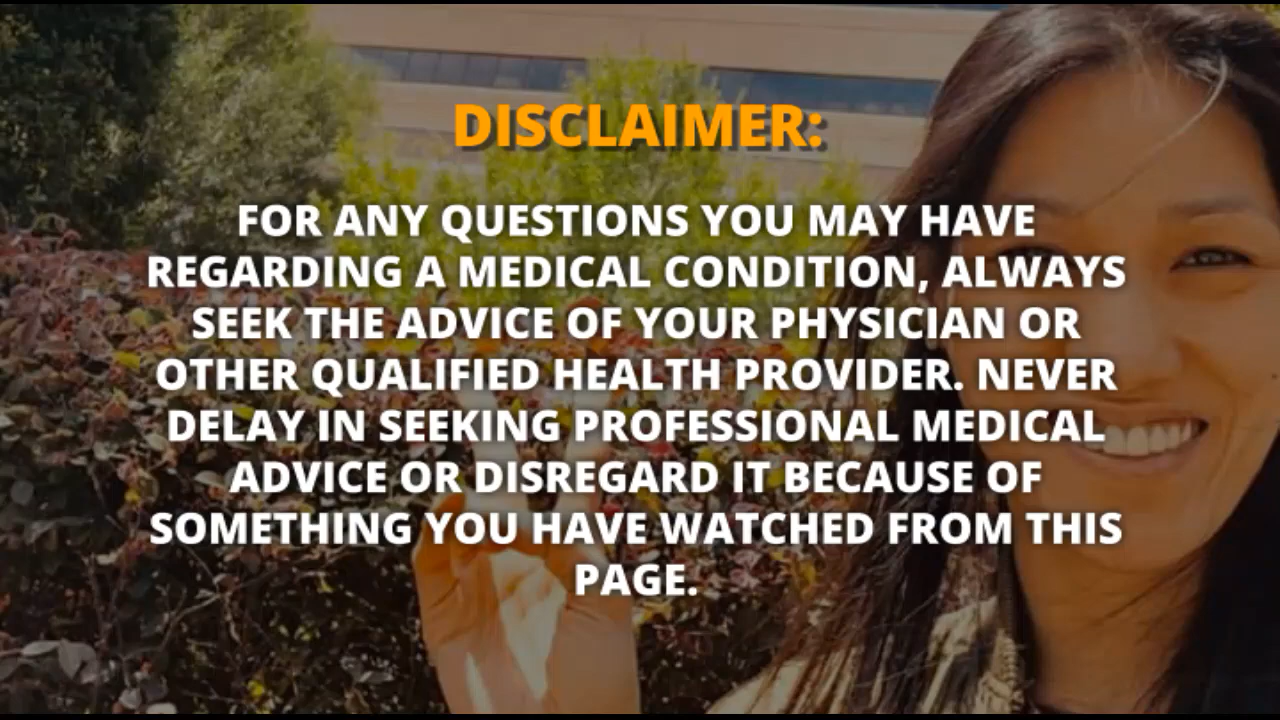 DISCLAIMER:
FOR ANY QUESTIONS YOU MAY HAVE
REGARDING A MEDICAL CONDITION, ALWAYS
SEEK THE ADVICE OF YOUR PHYSICIAN OR
OTHER QUALIFIED HEALTH PROVIDER. NEVER
DELAY IN SEEKING PROFESSIONAL MEDICAL
ADVICE OR DISREGARD IT BECAUSE OF
SOMETHING YOU HAVE WATCHED FROM THIS
PAGE.